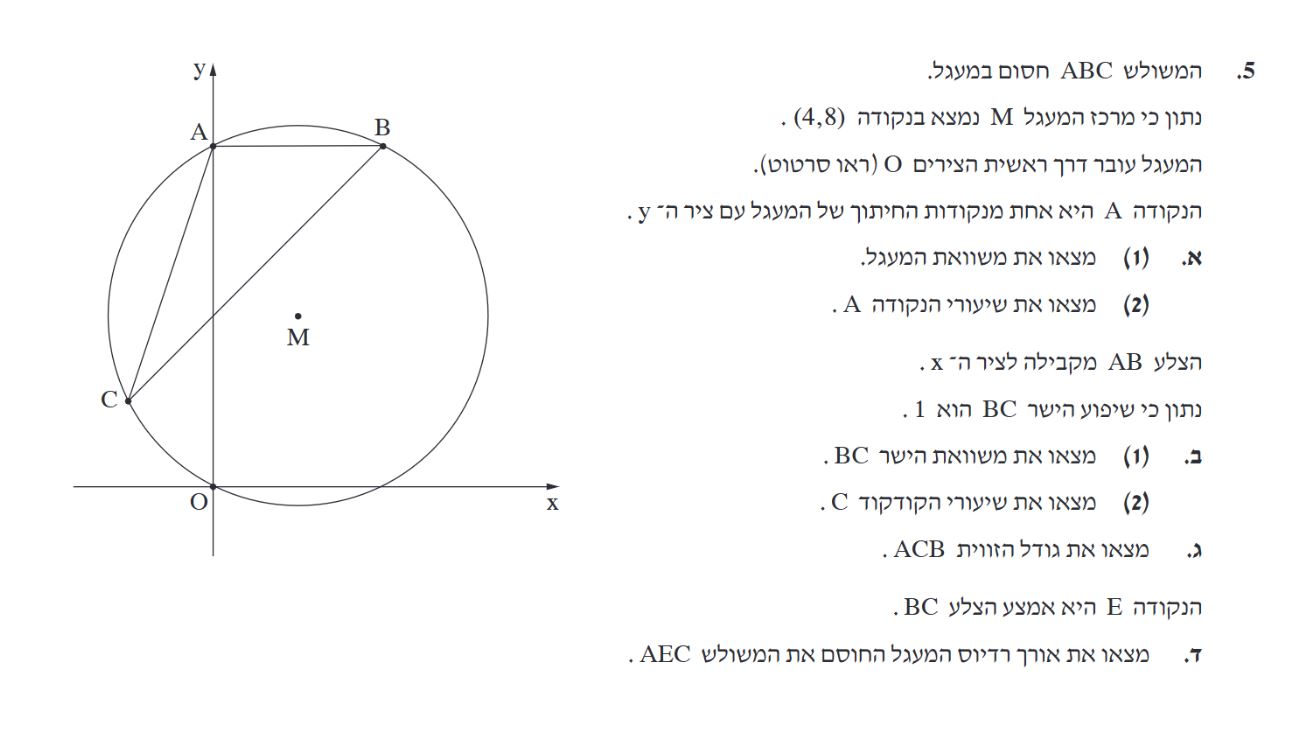 5. המשולש ABC חסום במעגל.
נתון כי מרכז המעגל M נמצא בנקודה (4,8) .
המעגל עובר דרך ראשית הצירים O (ראו סרטוט).
הנקודה A היא אחת מנקודות החיתוך של המעגל עם ציר ה־ y .
א. (1) מצאו את משוואת המעגל.
(2) מצאו את שיעורי הנקודה A .
הצלע AB מקבילה לציר ה־ x .
נתון כי שיפוע הישר BC הוא 1 .
ב. (1) מצאו את משוואת הישר BC .
(2) מצאו את שיעורי הקודקוד C .
ג. מצאו את גודל הזווית ACB .
הנקודה E היא אמצע הצלע BC .
ד. מצאו את אורך רדיוס המעגל החוסם את המשולש AEC .
y
A
B
M
C
O
x